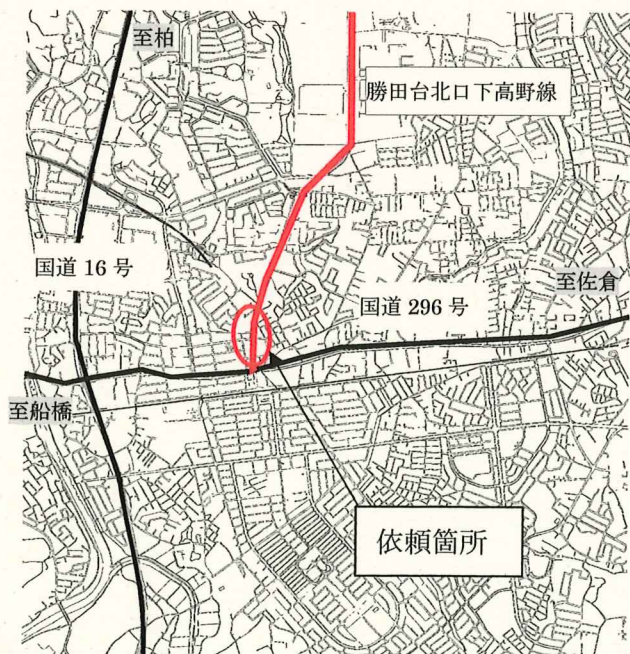 至柏
勝田台北口下高野線
国道 16 号
国道 296 号
至佐倉
至船橋
依頼箇所